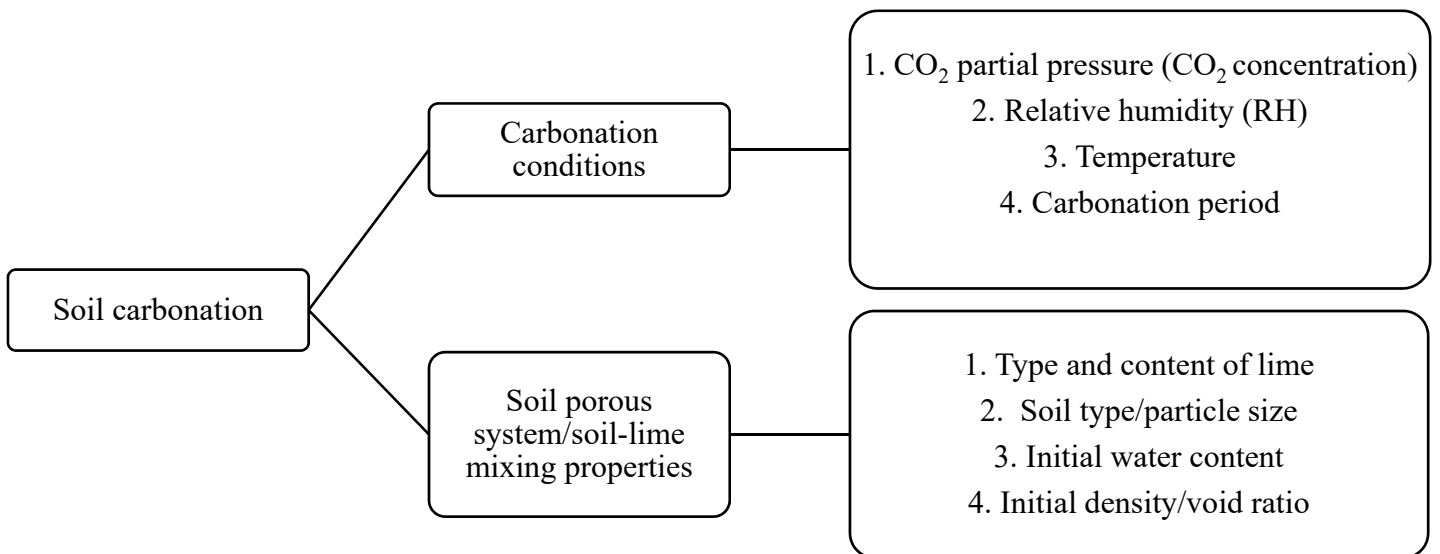 Soil carbonation
Carbonation
conditions
1. CO₂ partial pressure (CO₂ concentration)
2. Relative humidity (RH)
3. Temperature
4. Carbonation period
Soil porous
system/soil-lime
mixing properties
1. Type and content of lime
2. Soil type/particle size
3. Initial water content
4. Initial density/void ratio